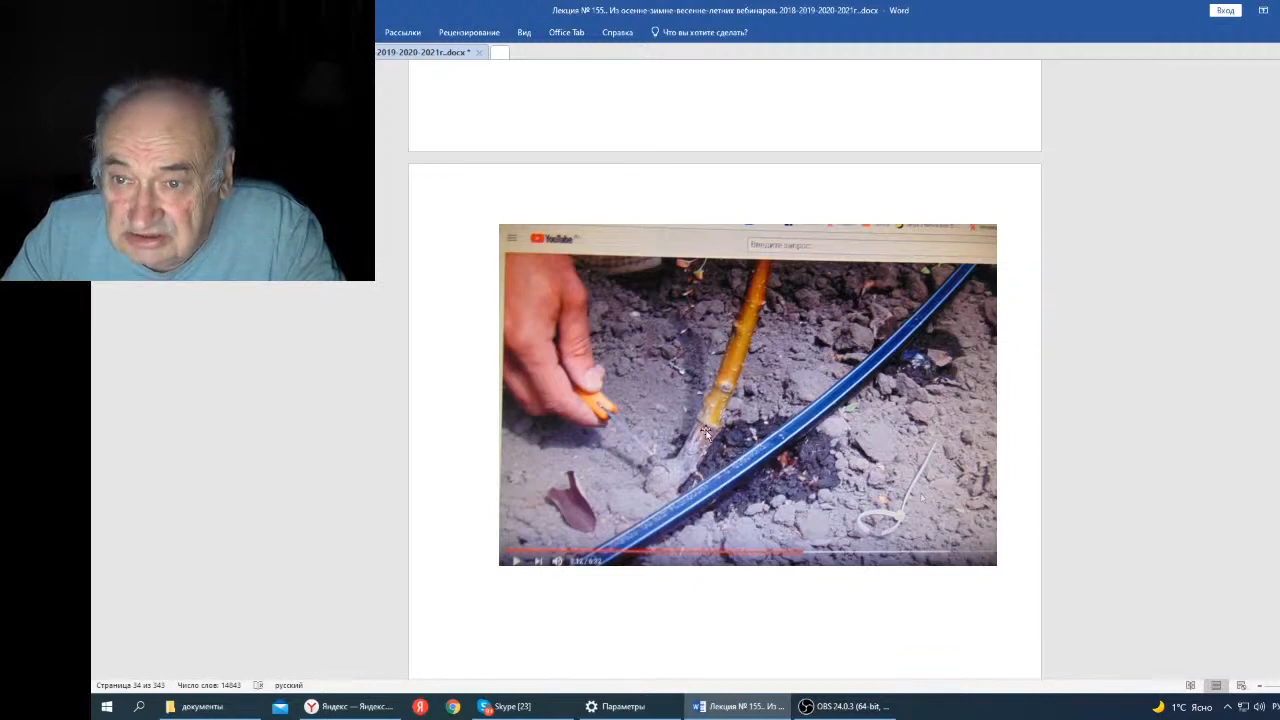 Лекция № 155.. Из осенне-зимне-весенне-летних вебинаров. 2018-2019-2020-2021г..docx - Word
Вход
Рассылки Рецензирование Вид Office Tab Справка Что вы хотите сделать?
2019-2020-2021г..docx *
YouTube
Введите запрос
Страница 34 из 343 Число слов: 14843 русский
документы Яндекс — Яндекс.... Skype [23] Параметры Лекция № 155.. Из ... OBS 24.0.3 (64-bit, ... 1°C Ясно